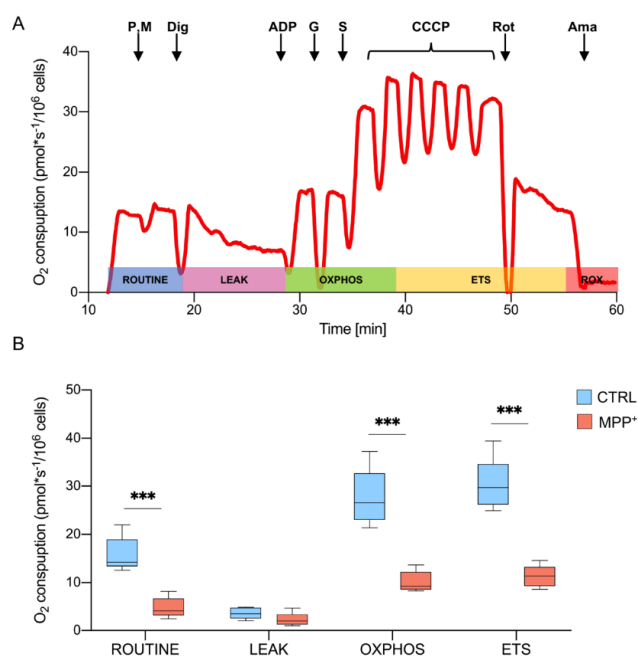 A
P,M Dig ADP G S CCCP Rot Ama
O2 conspuption (pmol*s-1/106 cells)
40
30
20
10
0
ROUTINE LEAK OXPHOS ETS ROX
10 20 30 40 50 60
Time [min]
B
O2 conspuption (pmol*s-1/106 cells)
50
40
30
20
10
0
*** *** ***
CTRL
MPP+
ROUTINE LEAK OXPHOS ETS